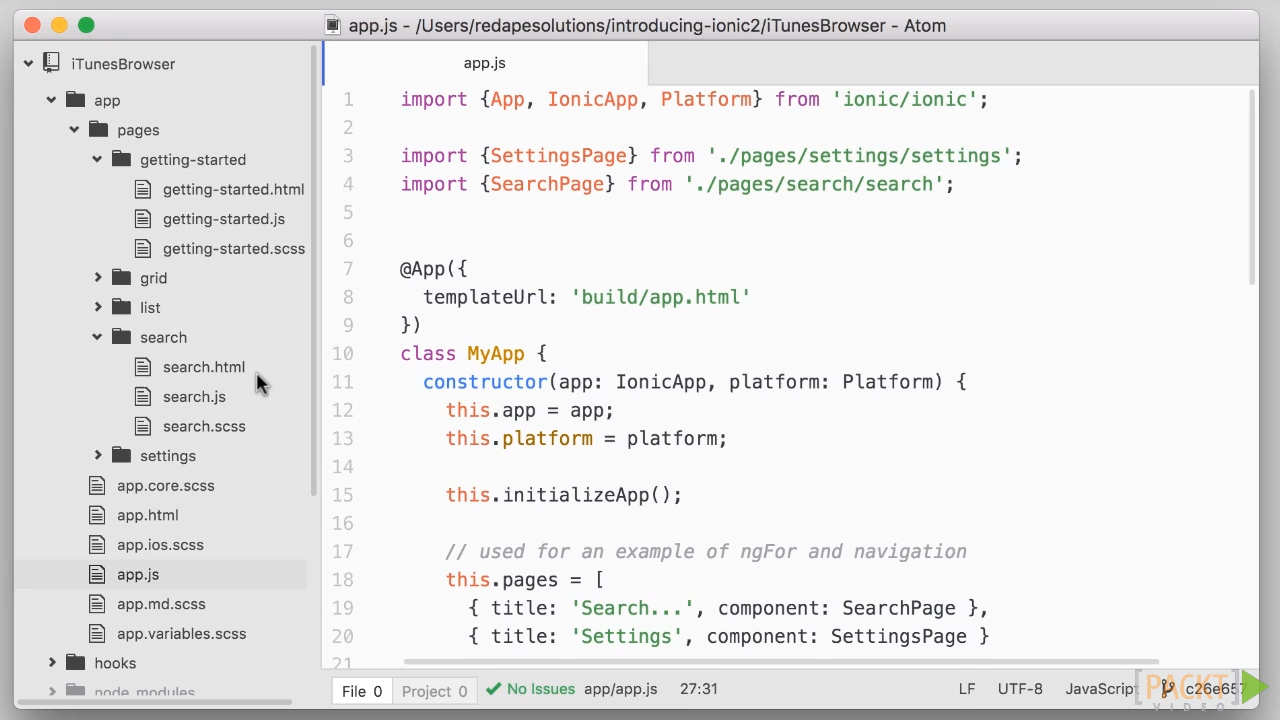 app.js - /Users/redapesolutions/introducing-ionic2/iTunesBrowser - Atom
iTunesBrowser
app
pages
getting-started
getting-started.html
getting-started.js
getting-started.scss
grid
list
search
search.html
search.js
search.scss
settings
app.core.scss
app.html
app.ios.scss
app.js
app.md.scss
app.variables.scss
hooks
node_modules
app.js
1 import {App, IonicApp, Platform} from 'ionic/ionic';
2
3 import {SettingsPage} from './pages/settings/settings';
4 import {SearchPage} from './pages/search/search';
5
6
7 @App({
8 templateUrl: 'build/app.html'
9 })
10 class MyApp {
11 constructor(app: IonicApp, platform: Platform) {
12 this.app = app;
13 this.platform = platform;
14
15 this.initializeApp();
16
17 // used for an example of ngFor and navigation
18 this.pages = [
19 { title: 'Search...', component: SearchPage },
20 { title: 'Settings', component: SettingsPage }
21
File 0 Project 0 No Issues app/app.js 27:31 LF UTF-8 JavaScript c26e657
PACKT
VIDEO